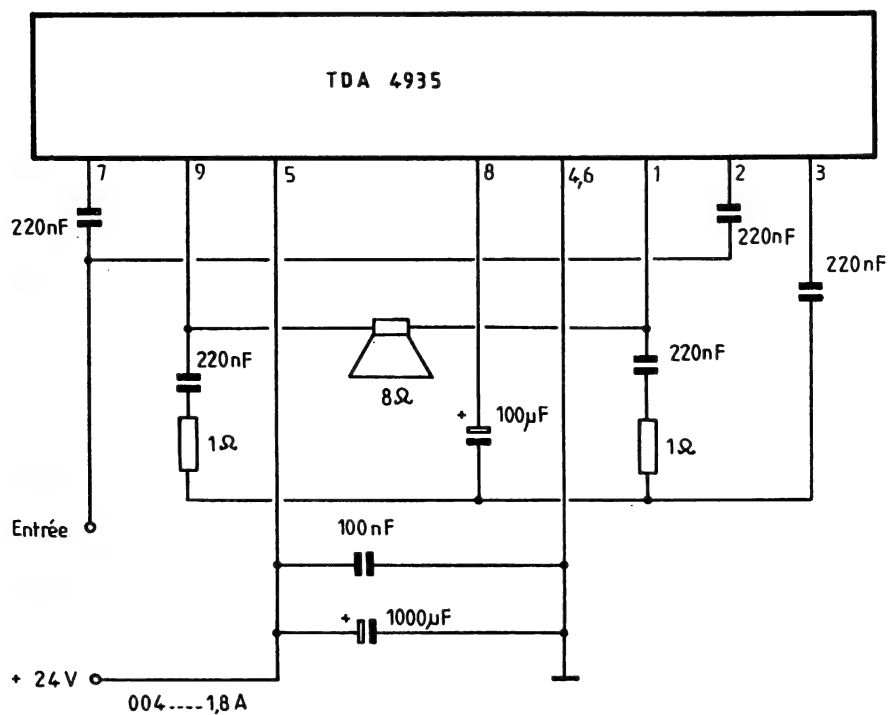 TDA 4935
7 9 5 8 4,6 1 2 3
220nF
220nF
220nF
220nF
220nF
8Ω
+ 100µF
1Ω
1Ω
Entrée
100nF
+ 1000µF
+ 24V
004....1,8A